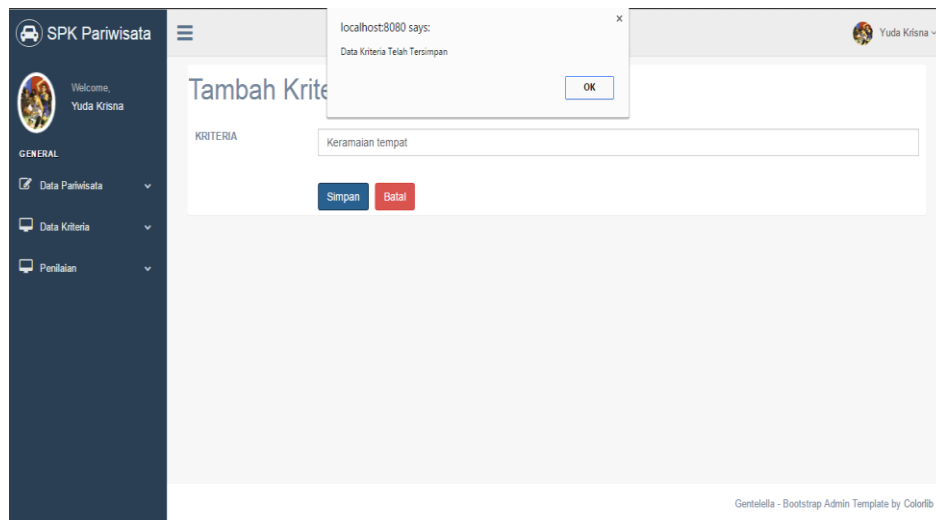 SPK Pariwisata
localhost:8080 says:
x
Data Kriteria Telah Tersimpan
OK
Yuda Krisna
Welcome,
Yuda Krisna
GENERAL
Data Pariwisata
Data Kriteria
Penilaian
Tambah Krite
KRITERIA
Keramaian tempat
Simpan
Batal
Gentelella - Bootstrap Admin Template by Colorlib